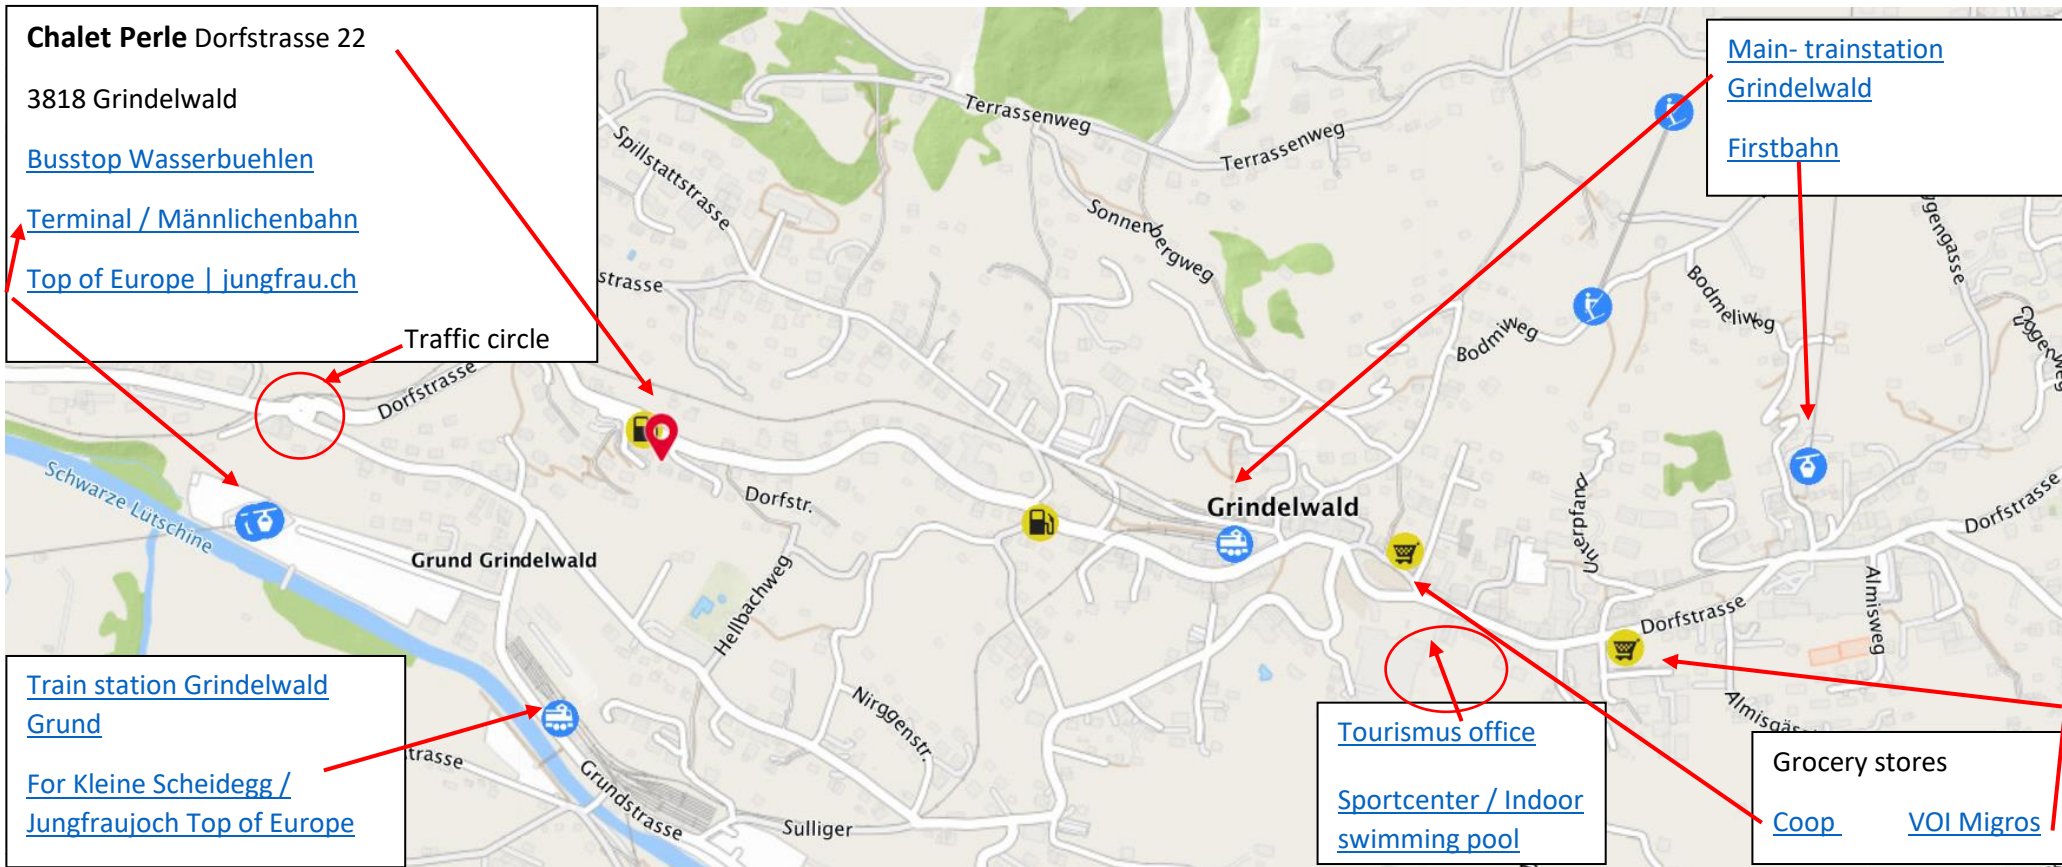 Chalet Perle Dorfstrasse 22
3818 Grindelwald
Busstop Wasserbuehlen
Terminal / Männlichenbahn
Top of Europe | jungfrau.ch
Traffic circle
Main- trainstation
Grindelwald
Firstbahn
Terrassenweg
Terrassenweg
Spillstattstrasse
Sonnenbergweg
strasse
Bodmiweg
Bodmeliweg
ggengasse
Dorfstrasse
Schwarze Lütschine
Grund Grindelwald
Dorfstr.
Hellbachweg
Grindelwald
Unterpfand
Dorfstrasse
Dorfstrasse
Almisweg
Nirggenstr.
Almisgäs
trasse
Grundstrasse
Sulliger
Train station Grindelwald
Grund
For Kleine Scheidegg /
Jungfraujoch Top of Europe
Tourismus office
Sportcenter / Indoor
swimming pool
Grocery stores
Coop VOI Migros